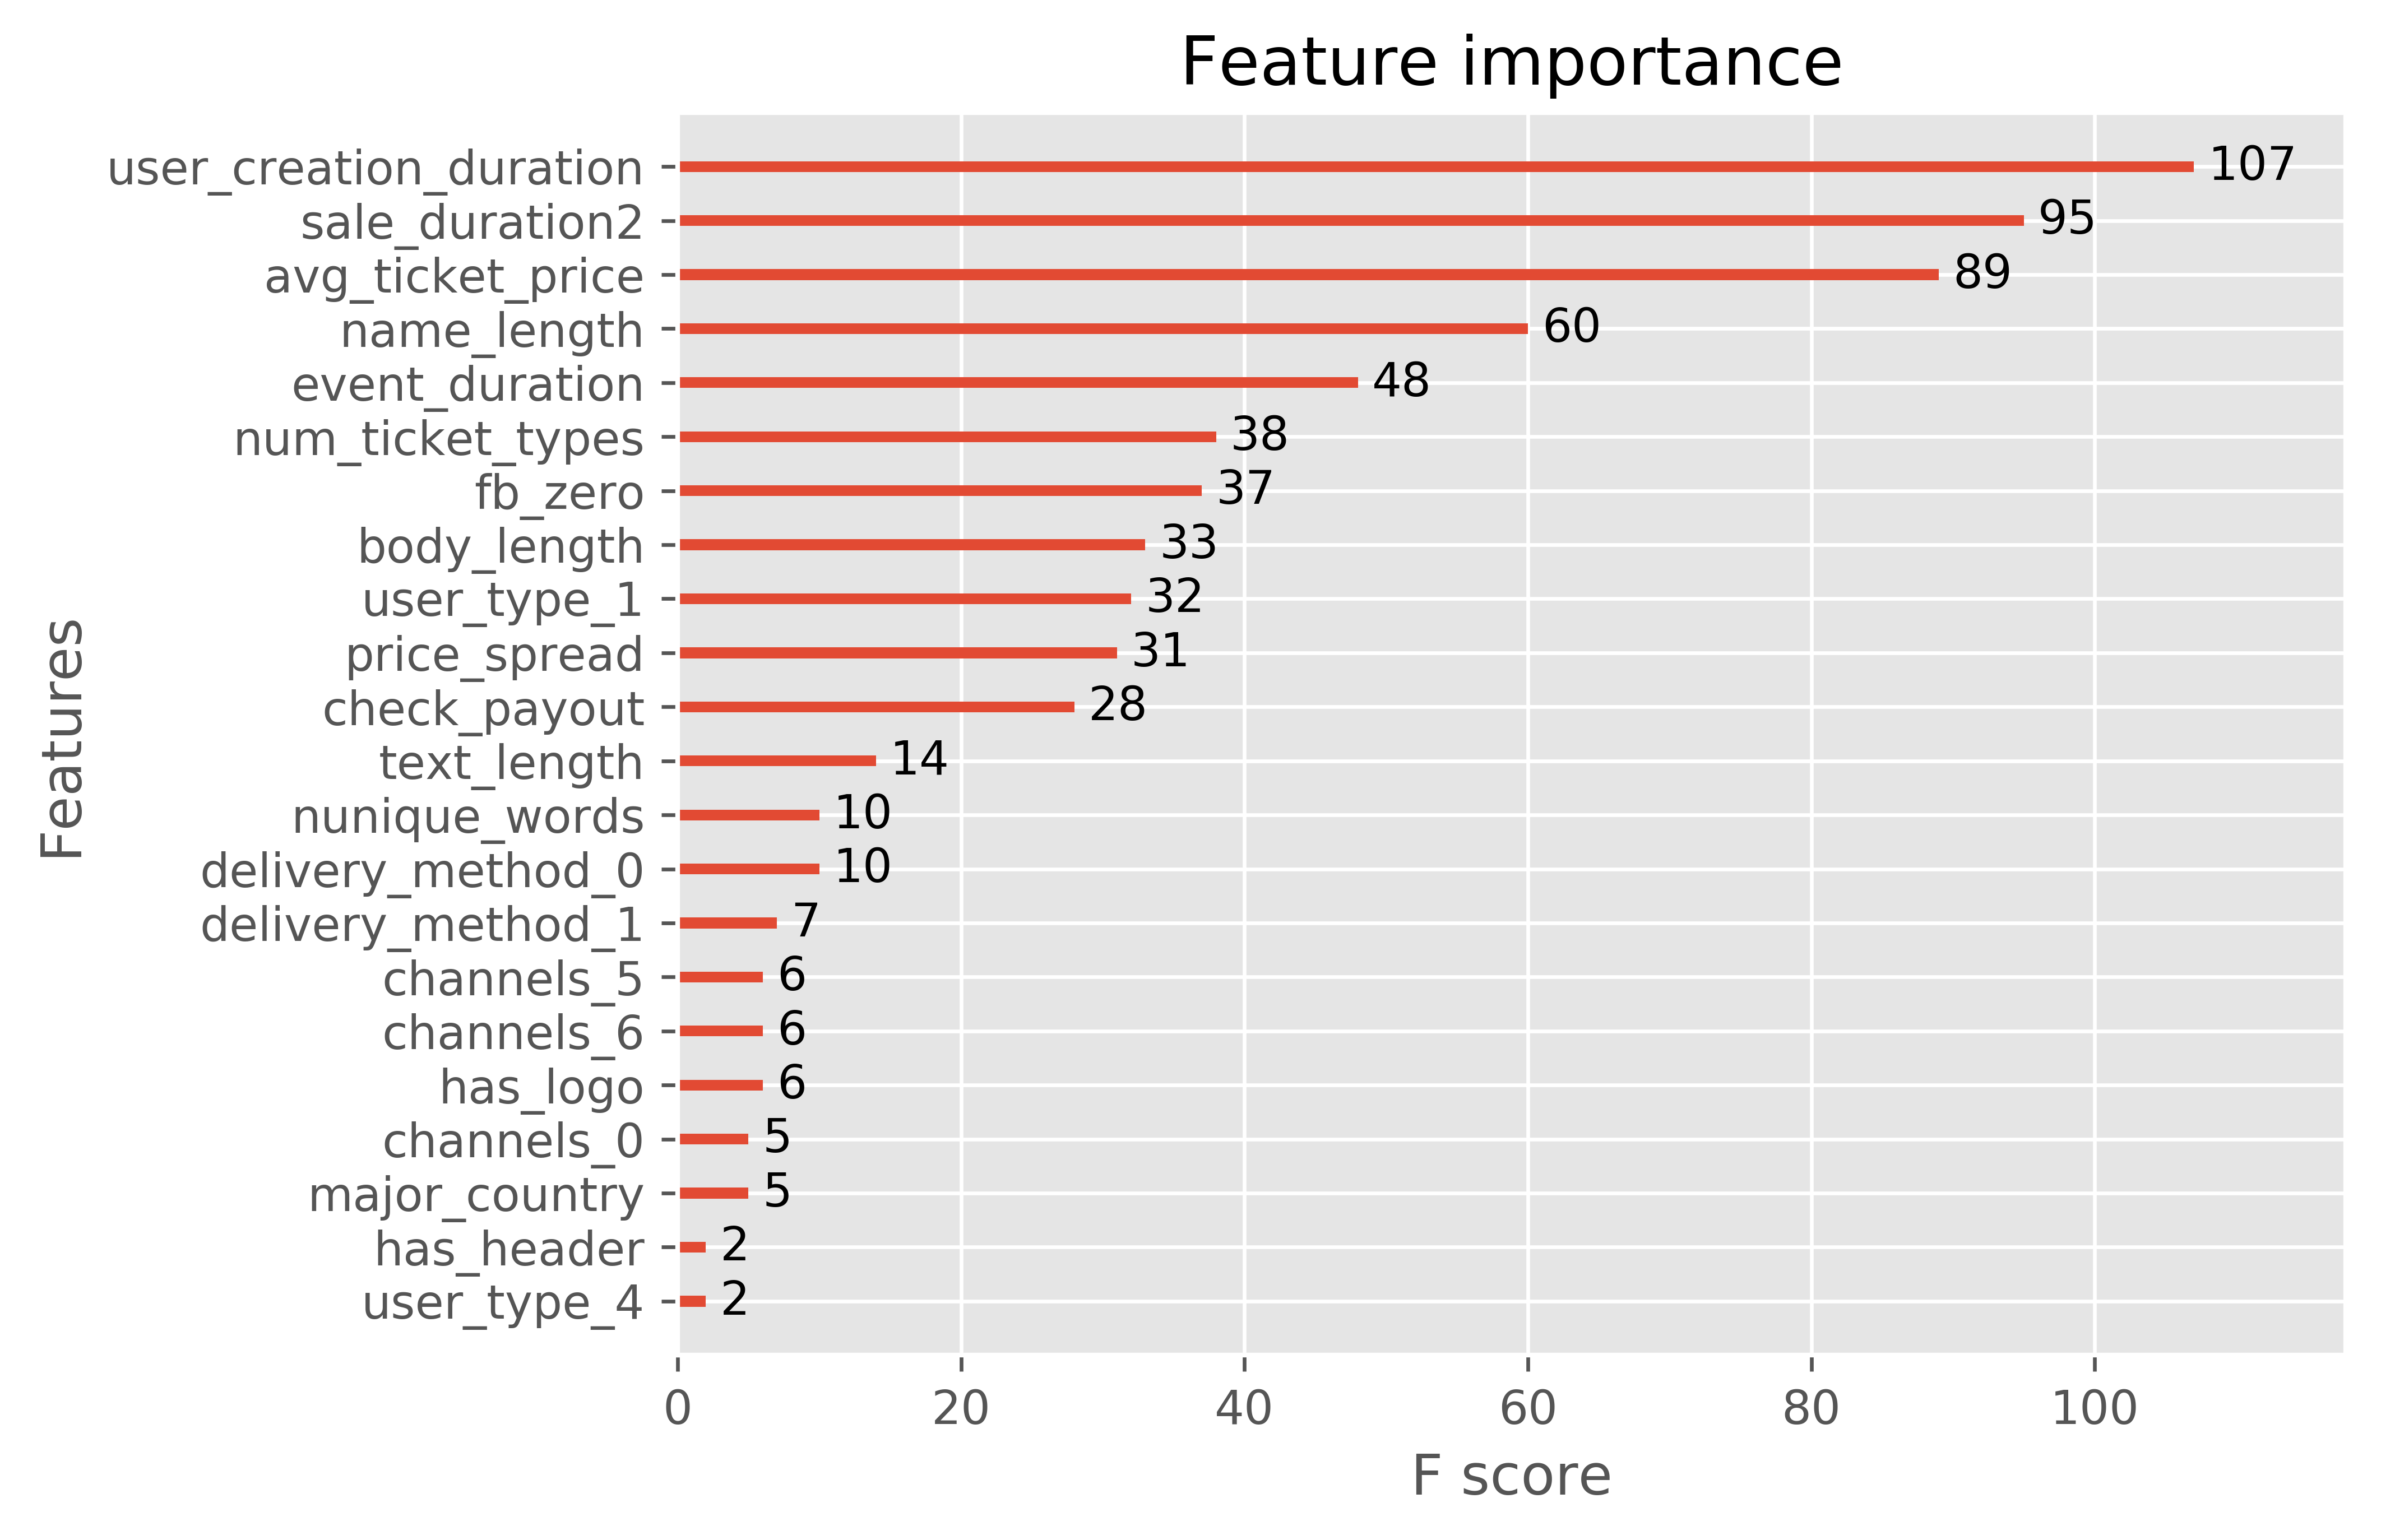 Feature importance
user_creation_duration 107
sale_duration2 95
avg_ticket_price 89
name_length 60
event_duration 48
num_ticket_types 38
fb_zero 37
body_length 33
user_type_1 32
price_spread 31
check_payout 28
text_length 14
nunique_words 10
delivery_method_0 10
delivery_method_1 7
channels_5 6
channels_6 6
has_logo 6
channels_0 5
major_country 5
has_header 2
user_type_4 2
Features
0 20 40 60 80 100
F score